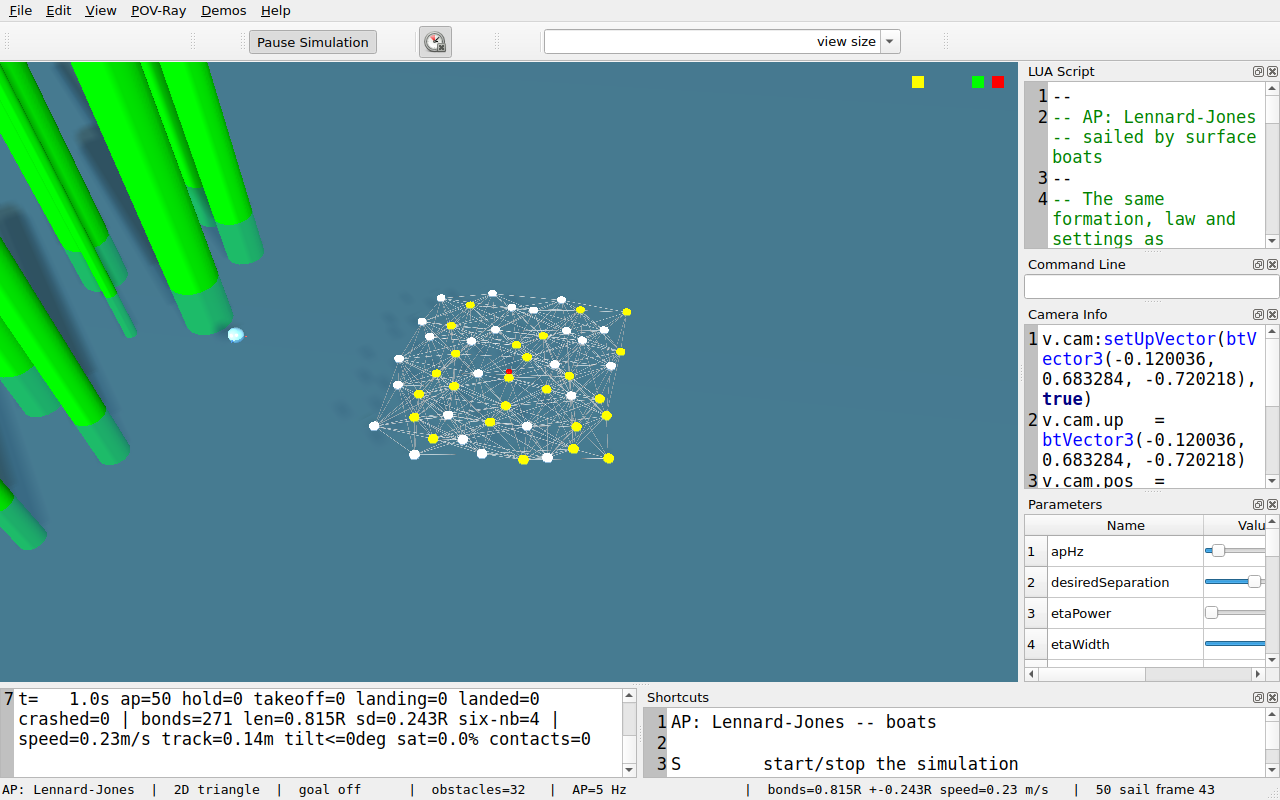 File Edit View POV-Ray Demos Help
Pause Simulation
view size
LUA Script
1 --
2 -- AP: Lennard-Jones
-- sailed by surface
boats
3 --
4 -- The same
formation, law and
settings as
Command Line
Camera Info
1 v.cam:setUpVector(btV
ector3(-0.120036,
0.683284, -0.720218),
true)
2 v.cam.up   =
btVector3(-0.120036,
0.683284, -0.720218)
3 v.cam.pos  =
Parameters
Name Valu
1 apHz
2 desiredSeparation
3 etaPower
4 etaWidth
7 t=   1.0s ap=50 hold=0 takeoff=0 landing=0 landed=0
crashed=0 | bonds=271 len=0.815R sd=0.243R six-nb=4 |
speed=0.23m/s track=0.14m tilt<=0deg sat=0.0% contacts=0
Shortcuts
1 AP: Lennard-Jones -- boats
2
3 S        start/stop the simulation
AP: Lennard-Jones | 2D triangle | goal off | obstacles=32 | AP=5 Hz | bonds=0.815R +-0.243R speed=0.23 m/s | 50 sail frame 43